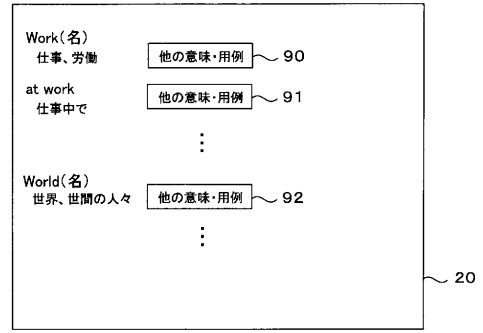 Work(名)
仕事、労働 他の意味・用例 90
at work
仕事中で 他の意味・用例 91
⋮
World(名)
世界、世間の人々 他の意味・用例 92
⋮
20